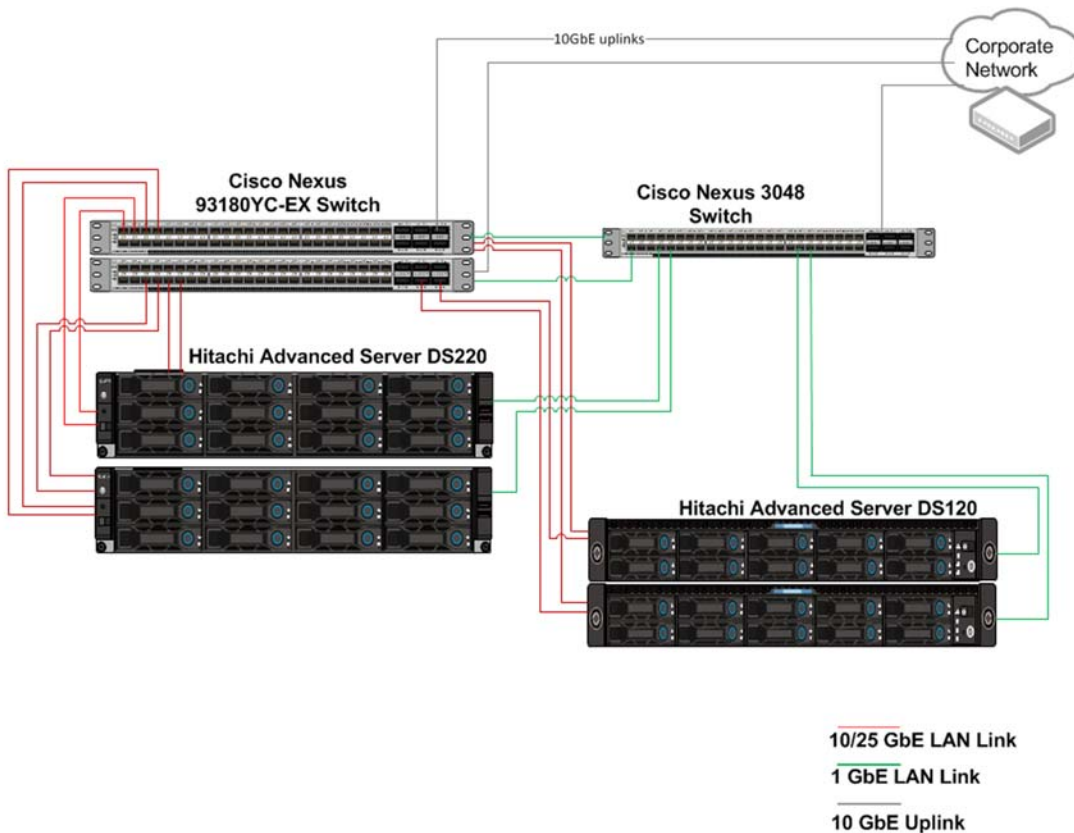 10GbE uplinks
Corporate
Network
Cisco Nexus
93180YC-EX Switch
Cisco Nexus 3048
Switch
Hitachi Advanced Server DS220
Hitachi Advanced Server DS120
10/25 GbE LAN Link
1 GbE LAN Link
10 GbE Uplink